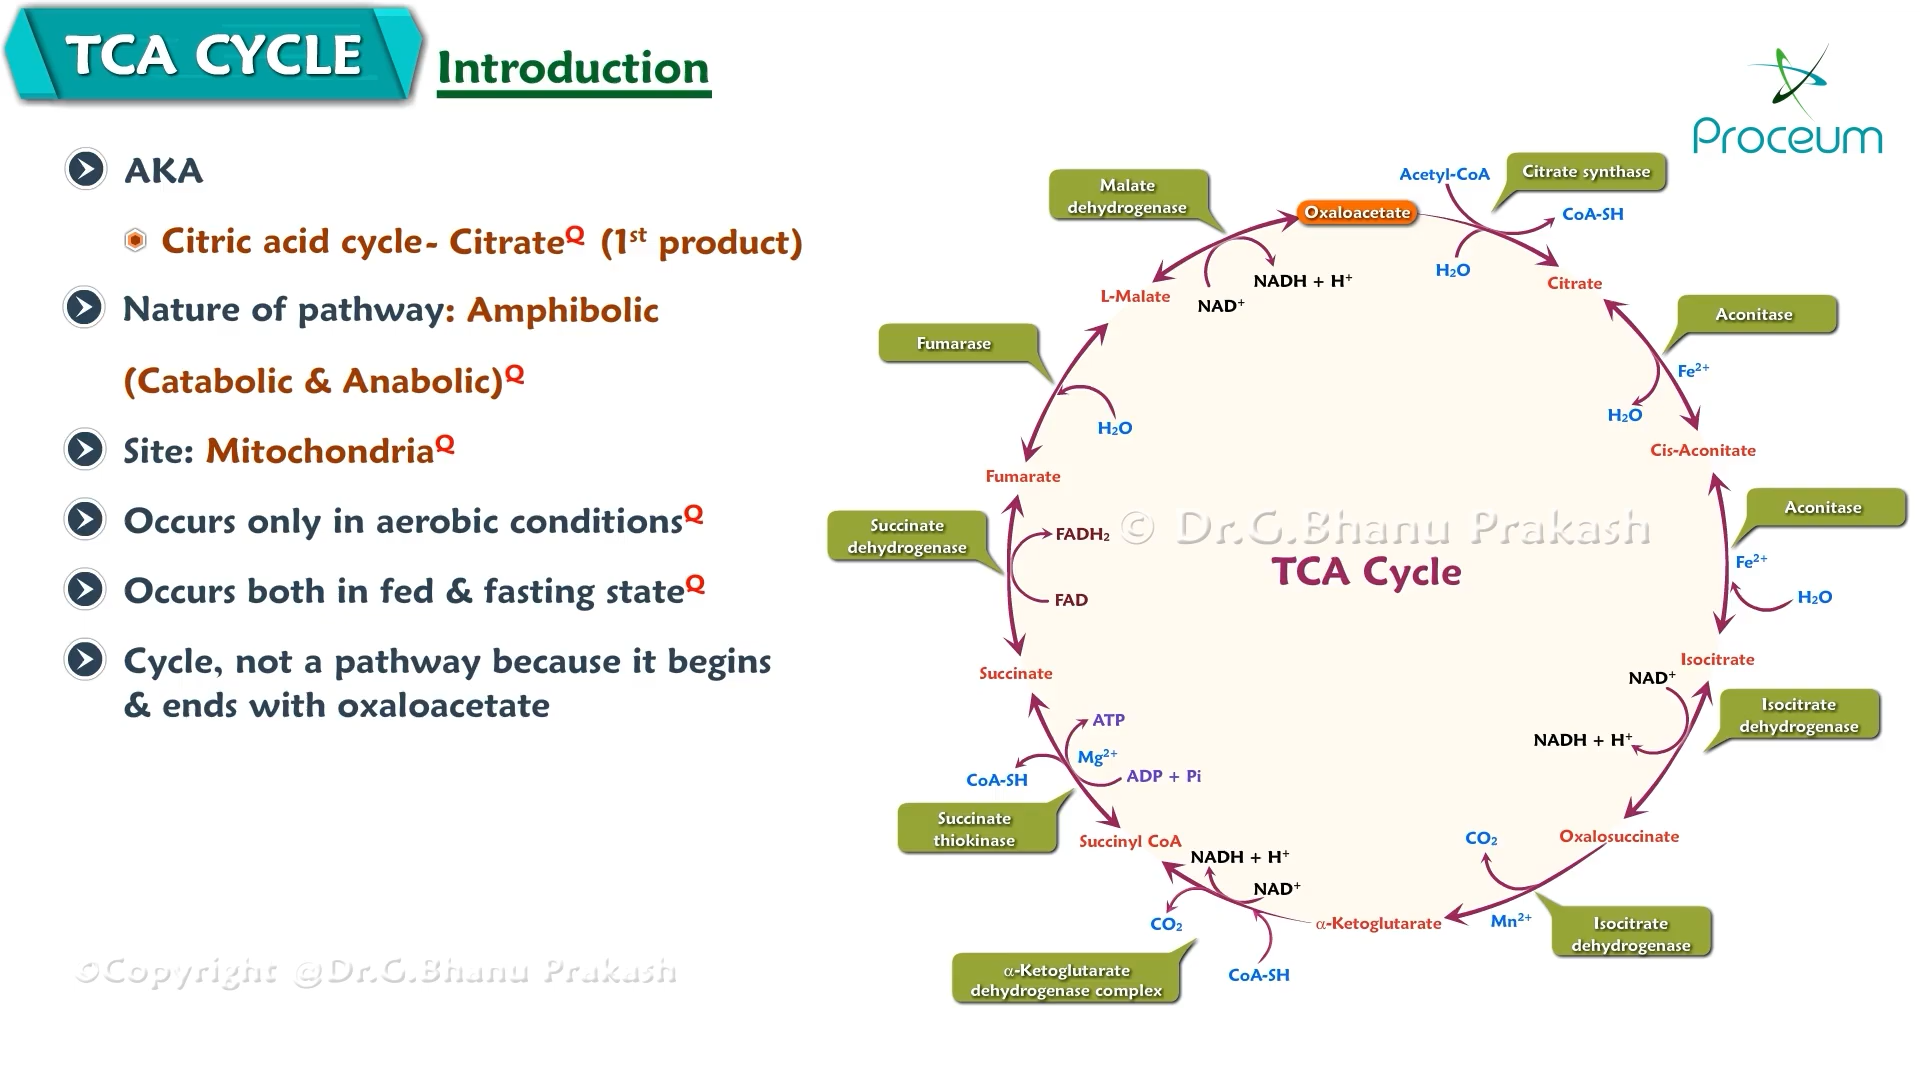 TCA CYCLE
Introduction
Proceum
AKA
Citric acid cycle- CitrateQ (1st product)
Nature of pathway: Amphibolic
(Catabolic & Anabolic)Q
Site: MitochondriaQ
Occurs only in aerobic conditionsQ
Occurs both in fed & fasting stateQ
Cycle, not a pathway because it begins
& ends with oxaloacetate
©Copyright @Dr.G.Bhanu Prakash
© Dr.G.Bhanu Prakash
TCA Cycle
Oxaloacetate
Acetyl-CoA
Citrate synthase
CoA-SH
H2O
Citrate
Aconitase
Fe2+
H2O
Cis-Aconitate
Aconitase
Fe2+
H2O
Isocitrate
NAD+
Isocitrate
dehydrogenase
NADH + H+
Oxalosuccinate
CO2
Mn2+
Isocitrate
dehydrogenase
α-Ketoglutarate
NADH + H+
NAD+
CO2
CoA-SH
α-Ketoglutarate
dehydrogenase complex
Succinyl CoA
Succinate
thiokinase
CoA-SH
ATP
Mg2+
ADP + Pi
Succinate
Succinate
dehydrogenase
FADH2
FAD
Fumarate
Fumarase
H2O
L-Malate
Malate
dehydrogenase
NAD+
NADH + H+